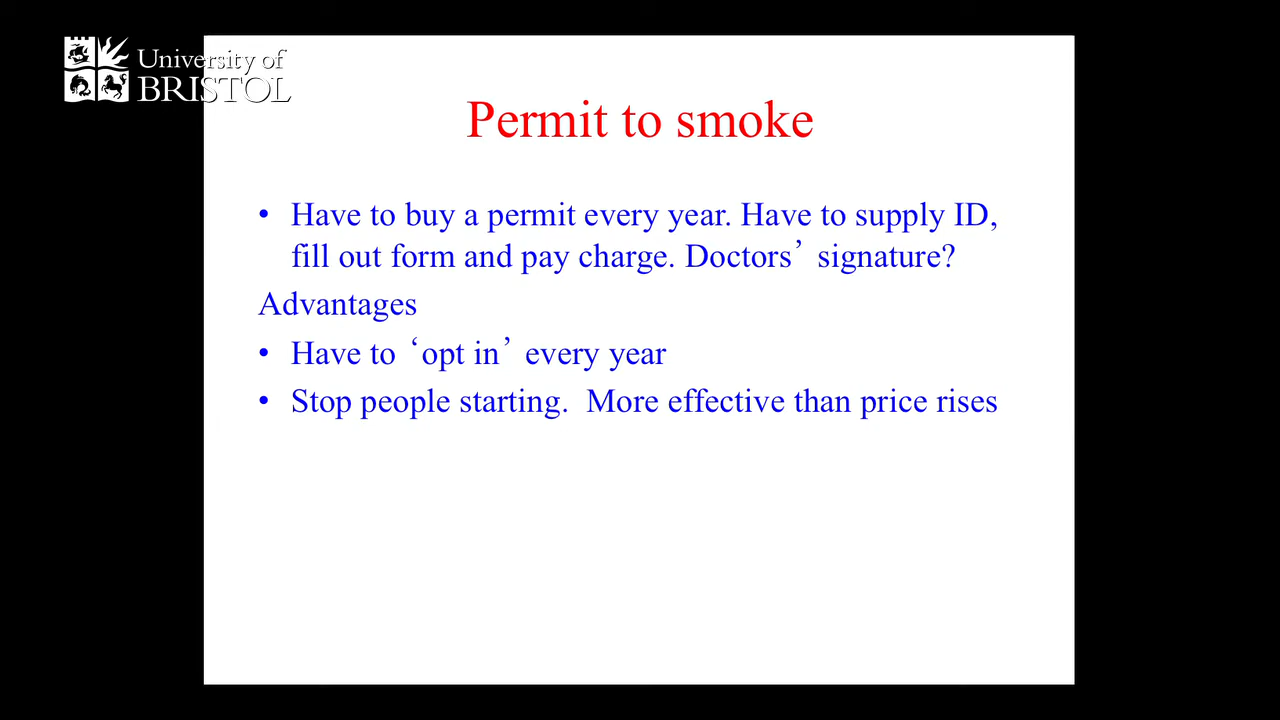 University of
BRISTOL
Permit to smoke
• Have to buy a permit every year. Have to supply ID,
fill out form and pay charge. Doctors’ signature?
Advantages
• Have to ‘opt in’ every year
• Stop people starting.  More effective than price rises